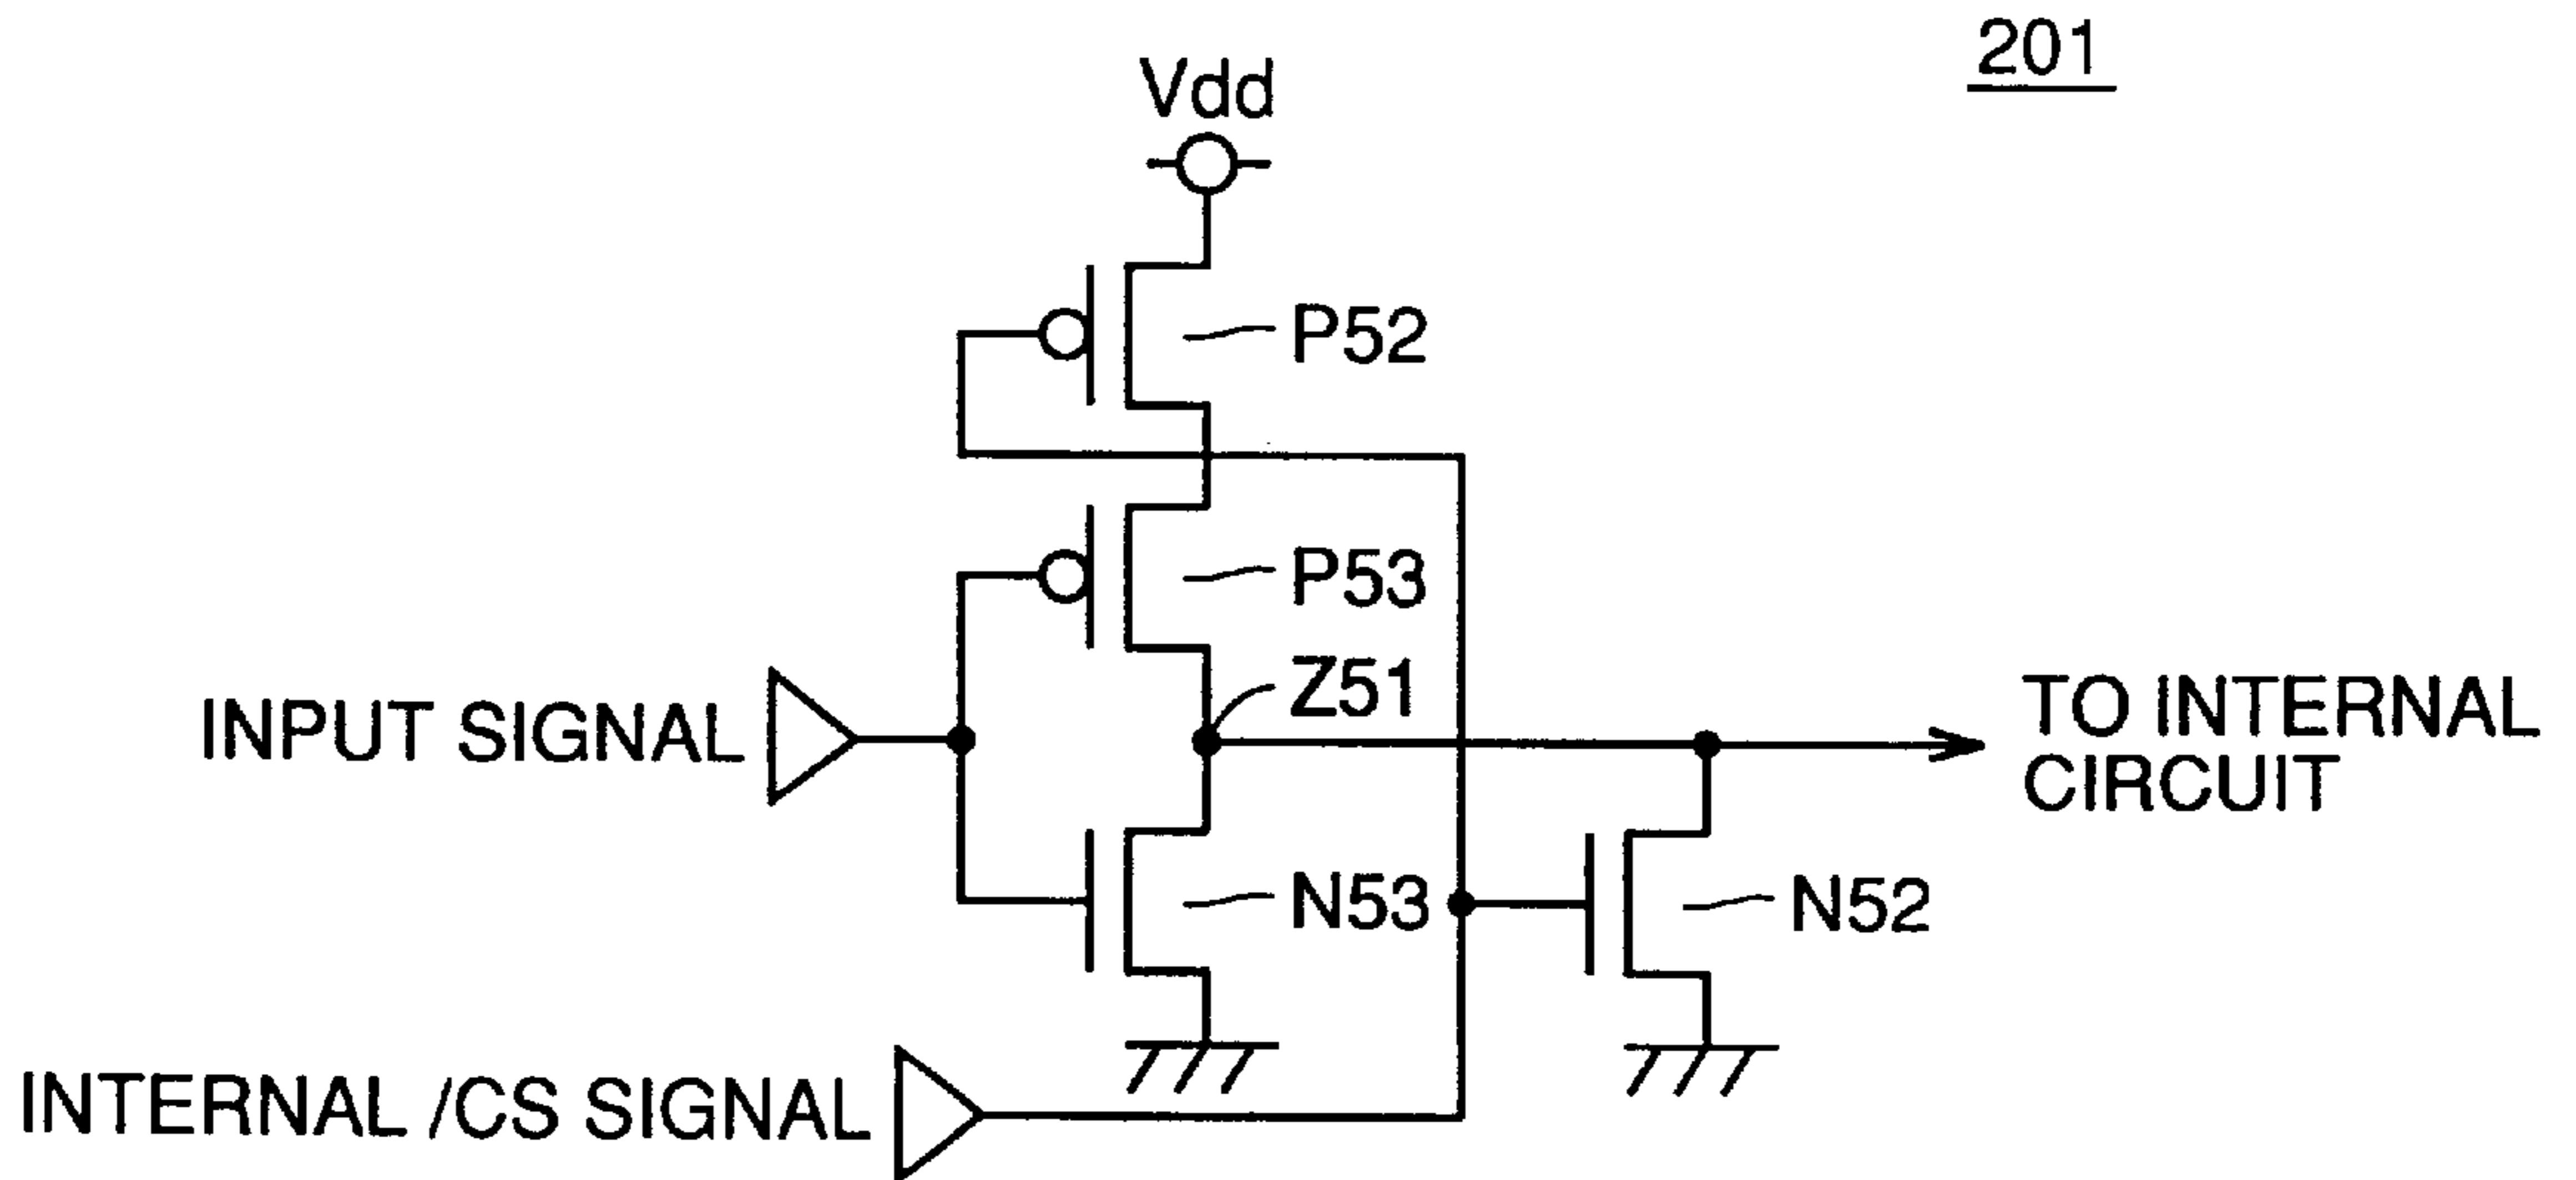 201
Vdd
P52
P53
Z51
INPUT SIGNAL
TO INTERNAL
CIRCUIT
N53
N52
INTERNAL /CS SIGNAL